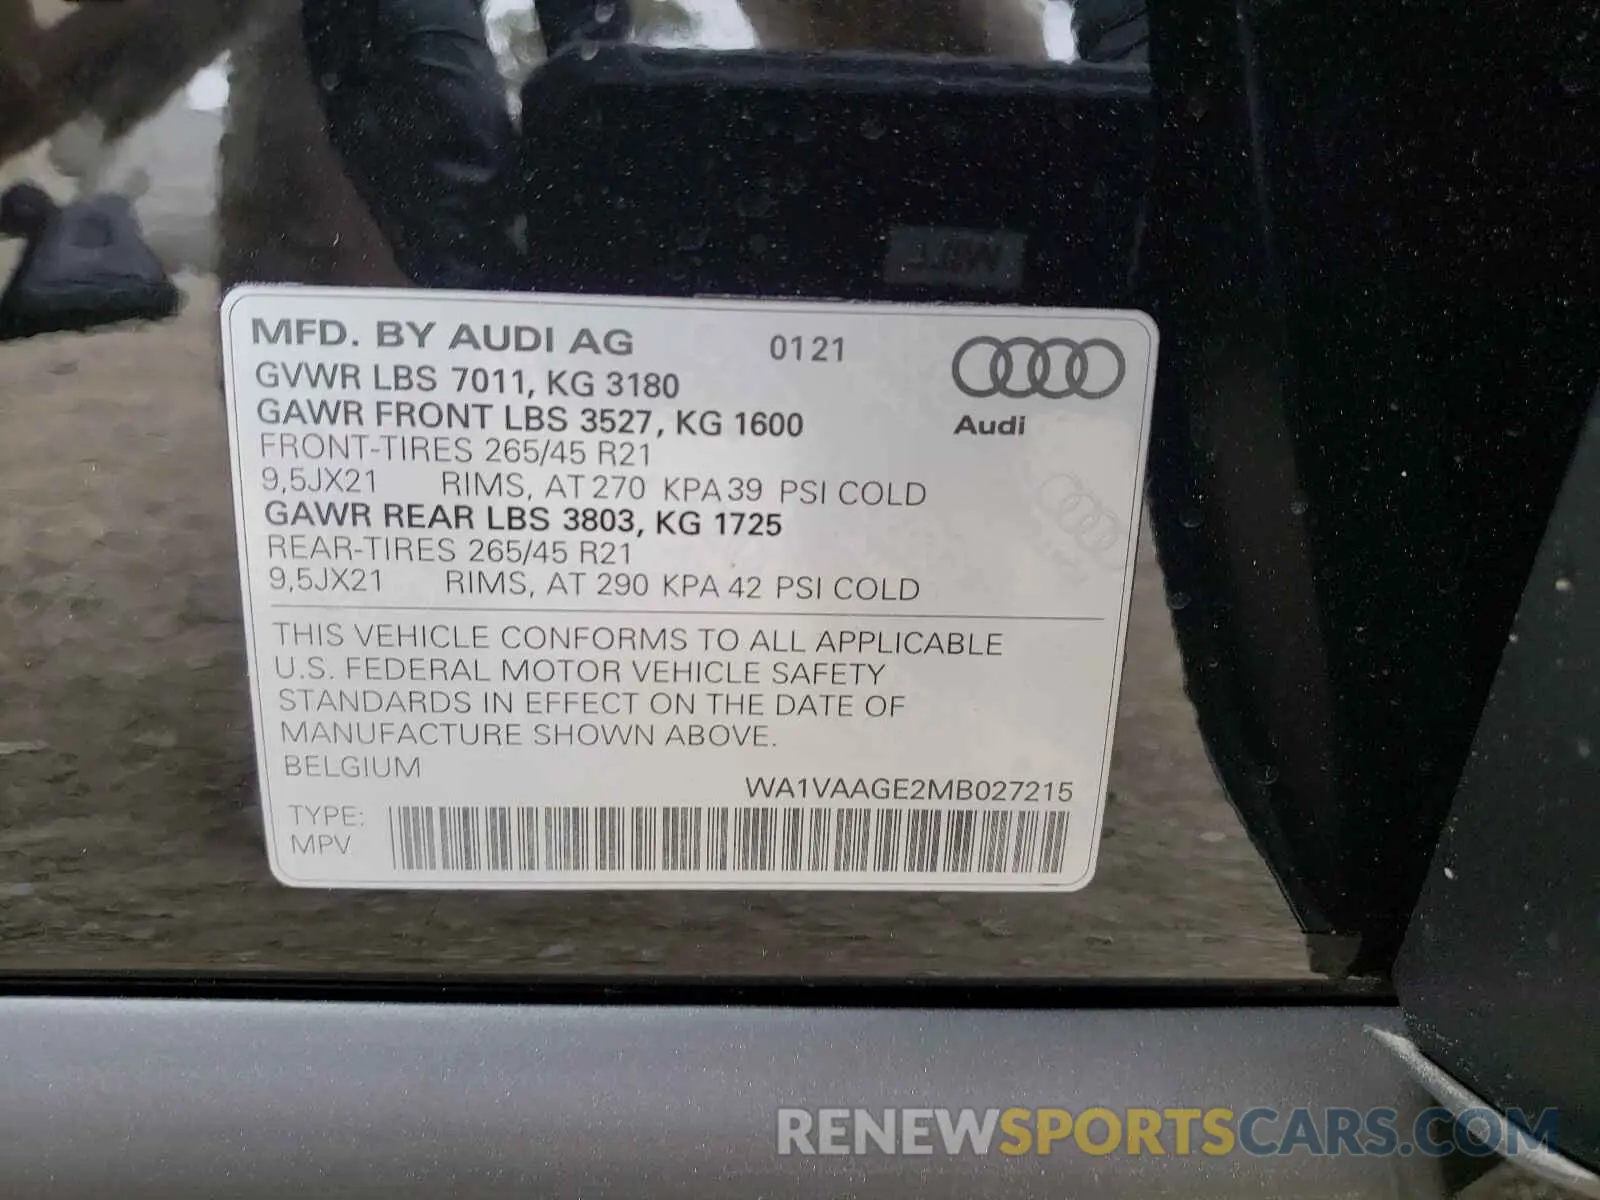 MFD. BY AUDI AG 0121
GVWR LBS 7011, KG 3180
GAWR FRONT LBS 3527, KG 1600
Audi
FRONT-TIRES 265/45 R21
9,5JX21 RIMS, AT 270 KPA 39 PSI COLD
GAWR REAR LBS 3803, KG 1725
REAR-TIRES 265/45 R21
9,5JX21 RIMS, AT 290 KPA 42 PSI COLD
THIS VEHICLE CONFORMS TO ALL APPLICABLE
U.S. FEDERAL MOTOR VEHICLE SAFETY
STANDARDS IN EFFECT ON THE DATE OF
MANUFACTURE SHOWN ABOVE.
BELGIUM
WA1VAAGE2MB027215
TYPE:
MPV
RENEWSPORTSCARS.COM